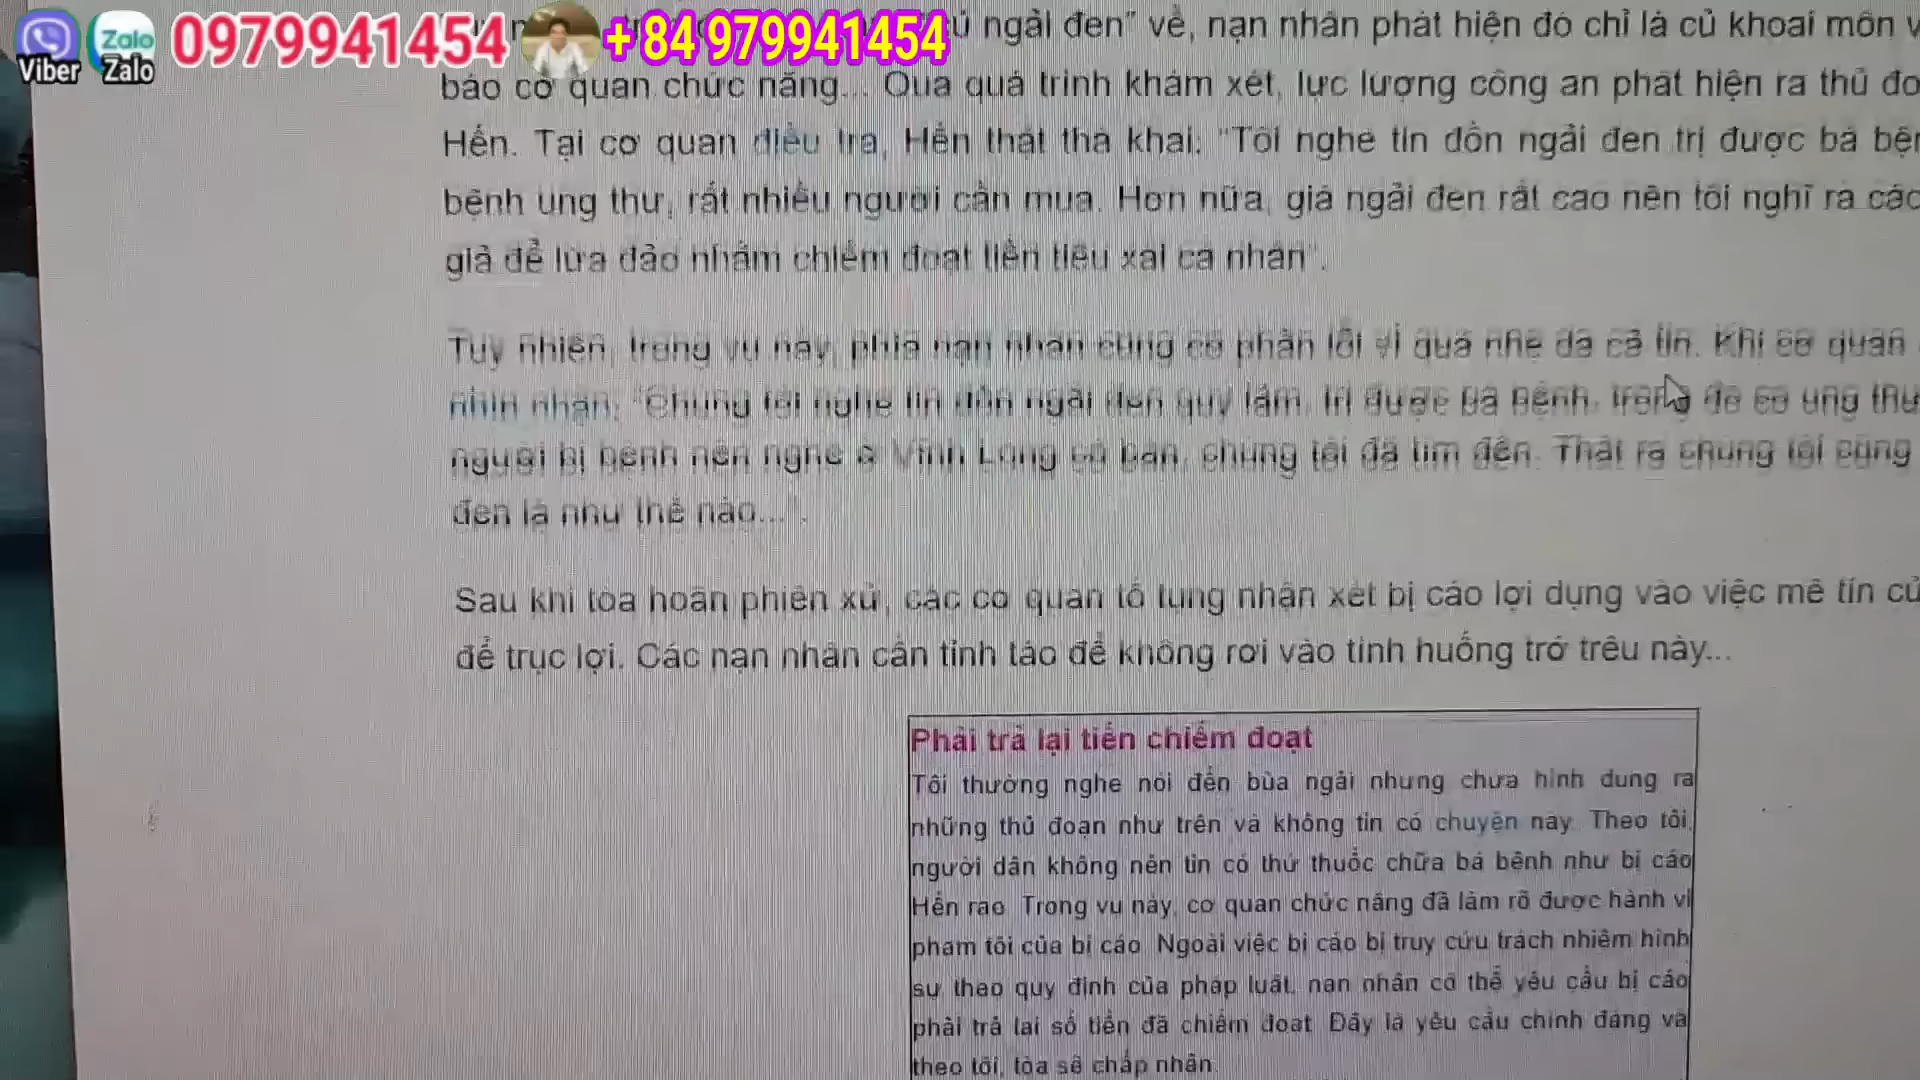 Viber Zalo Zalo 0979941454 +84 979941454
ngải đen" về, nạn nhân phát hiện đó chỉ là củ khoai môn
báo cơ quan chức năng... Qua quá trình khám xét, lực lượng công an phát hiện ra thủ đo
Hến. Tại cơ quan điều tra, Hến thật thà khai: "Tôi nghe tin đồn ngải đen trị được bá bện
bệnh ung thư, rất nhiều người cần mua. Hơn nữa, giá ngải đen rất cao nên tôi nghĩ ra các
giả để lừa đảo nhằm chiếm đoạt tiền tiêu xài cá nhân".
Tuy nhiên, trong vụ này, phía nạn nhân cũng có phần lỗi vì quá nhẹ dạ cả tin. Khi cơ quan
nhìn nhận: "Chúng tôi nghe tin đồn ngải đen quý lắm, trị được bá bệnh, trong đó có ung thư
người bị bệnh nên nghe ở Vĩnh Long có bán, chúng tôi đã tìm đến. Thật ra chúng tôi cũng
đen là như thế nào...".
Sau khi tòa hoãn phiên xử, các cơ quan tố tụng nhận xét bị cáo lợi dụng vào việc mê tín củ
để trục lợi. Các nạn nhân cần tỉnh táo để không rơi vào tình huống trớ trêu này...
Phải trả lại tiền chiếm đoạt
Tôi thường nghe nói đến bùa ngải nhưng chưa hình dung ra
những thủ đoạn như trên và không tin có chuyện này. Theo tôi,
người dân không nên tin có thứ thuốc chữa bá bệnh như bị cáo
Hến rao. Trong vụ này, cơ quan chức năng đã làm rõ được hành vi
phạm tội của bị cáo. Ngoài việc bị cáo bị truy cứu trách nhiệm hình
sự theo quy định của pháp luật, nạn nhân có thể yêu cầu bị cáo
phải trả lại số tiền đã chiếm đoạt. Đây là yêu cầu chính đáng và
theo tôi, tòa sẽ chấp nhận.